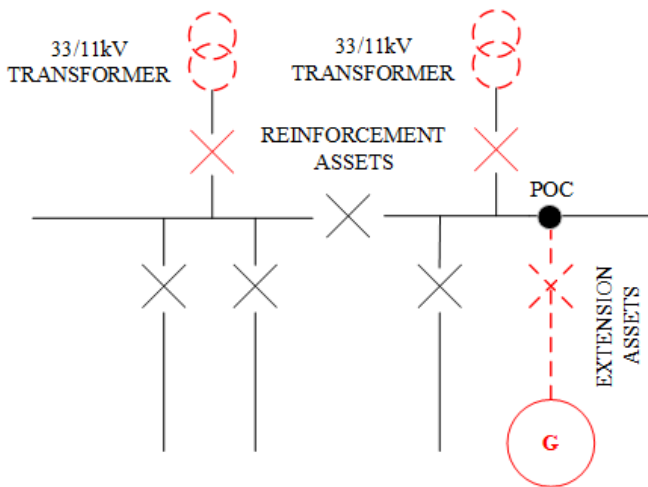 33/11kV
TRANSFORMER
33/11kV
TRANSFORMER
REINFORCEMENT
ASSETS
POC
EXTENSION
ASSETS
G